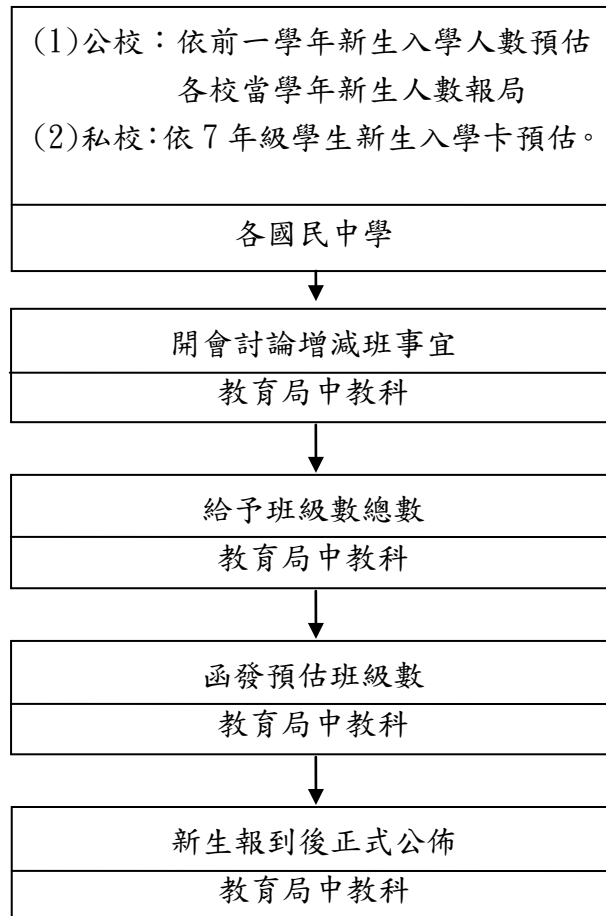 (1)公校：依前一學年新生入學人數預估
各校當學年新生人數報局
(2)私校：依7年級學生新生入學卡預估。
各國民中學
開會討論增減班事宜
教育局中教科
給予班級數總數
教育局中教科
函發預估班級數
教育局中教科
新生報到後正式公佈
教育局中教科